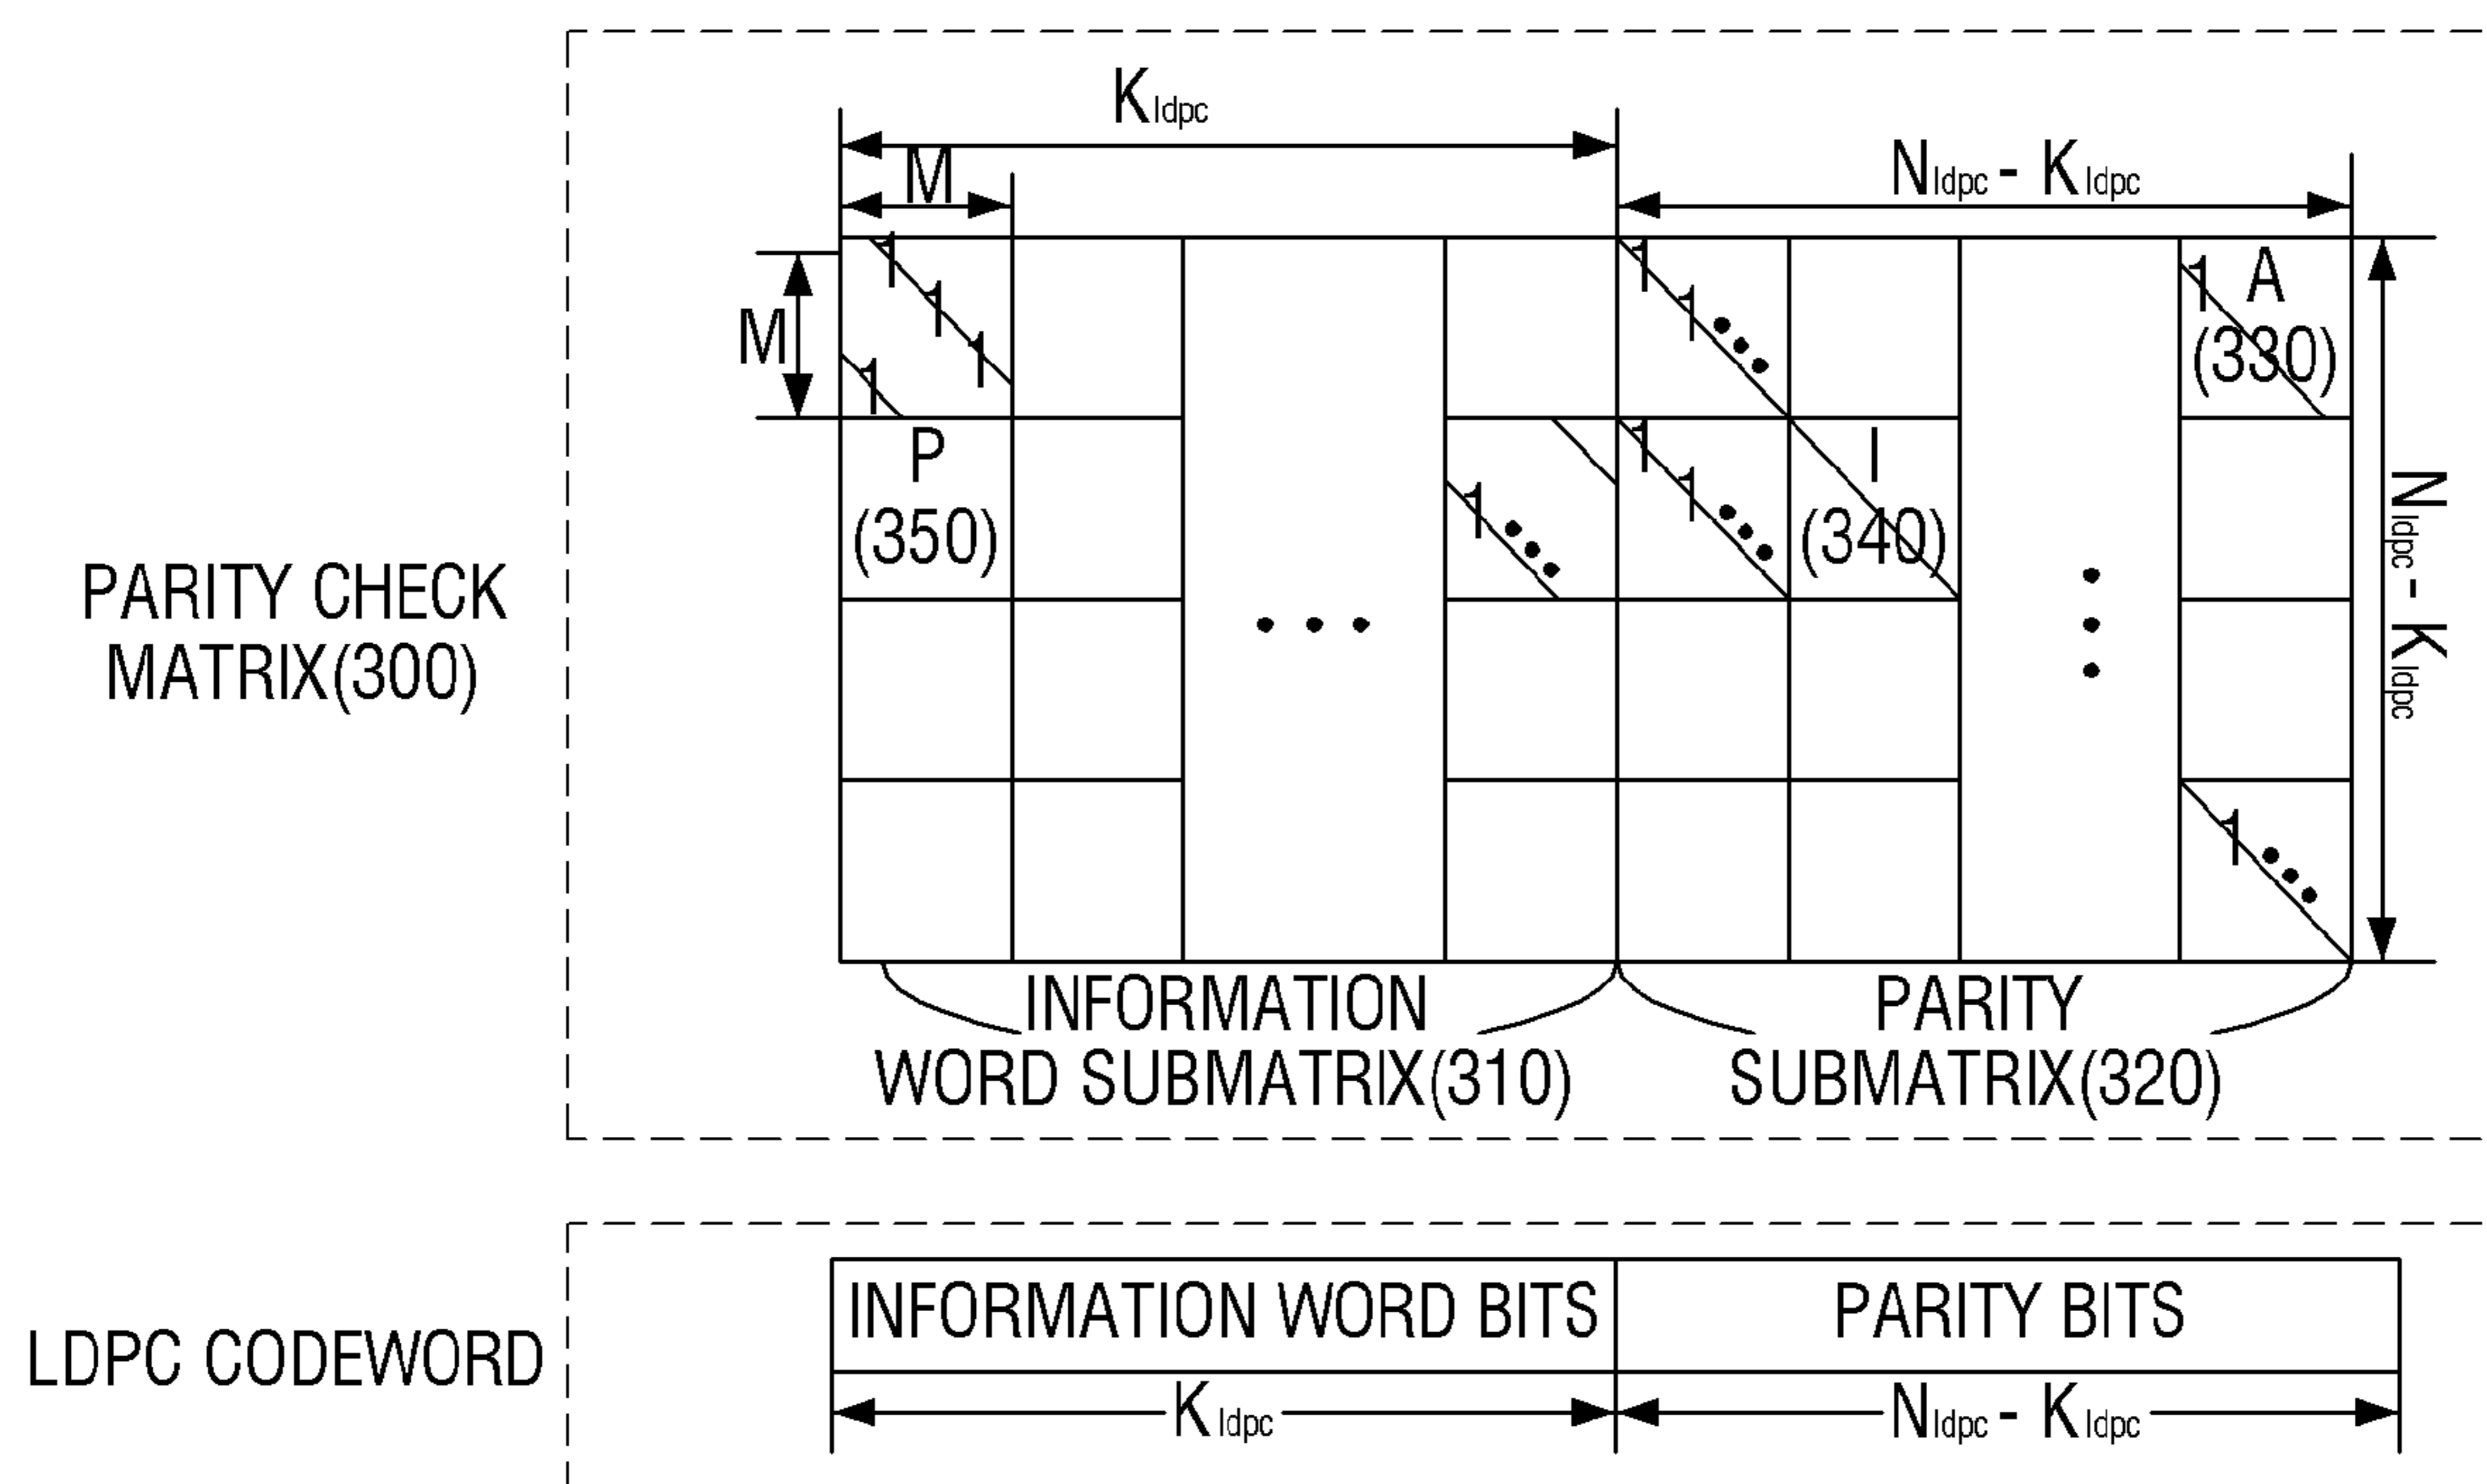 K ldpc
M
N ldpc - K ldpc
1 1 1 1
M
1 1
1 A
(330)
P
(350)
1
1 1
I
(340)
N ldpc - K ldpc
PARITY CHECK
MATRIX(300)
1
INFORMATION
WORD SUBMATRIX(310)
PARITY
SUBMATRIX(320)
INFORMATION WORD BITS
PARITY BITS
LDPC CODEWORD
K ldpc
N ldpc - K ldpc